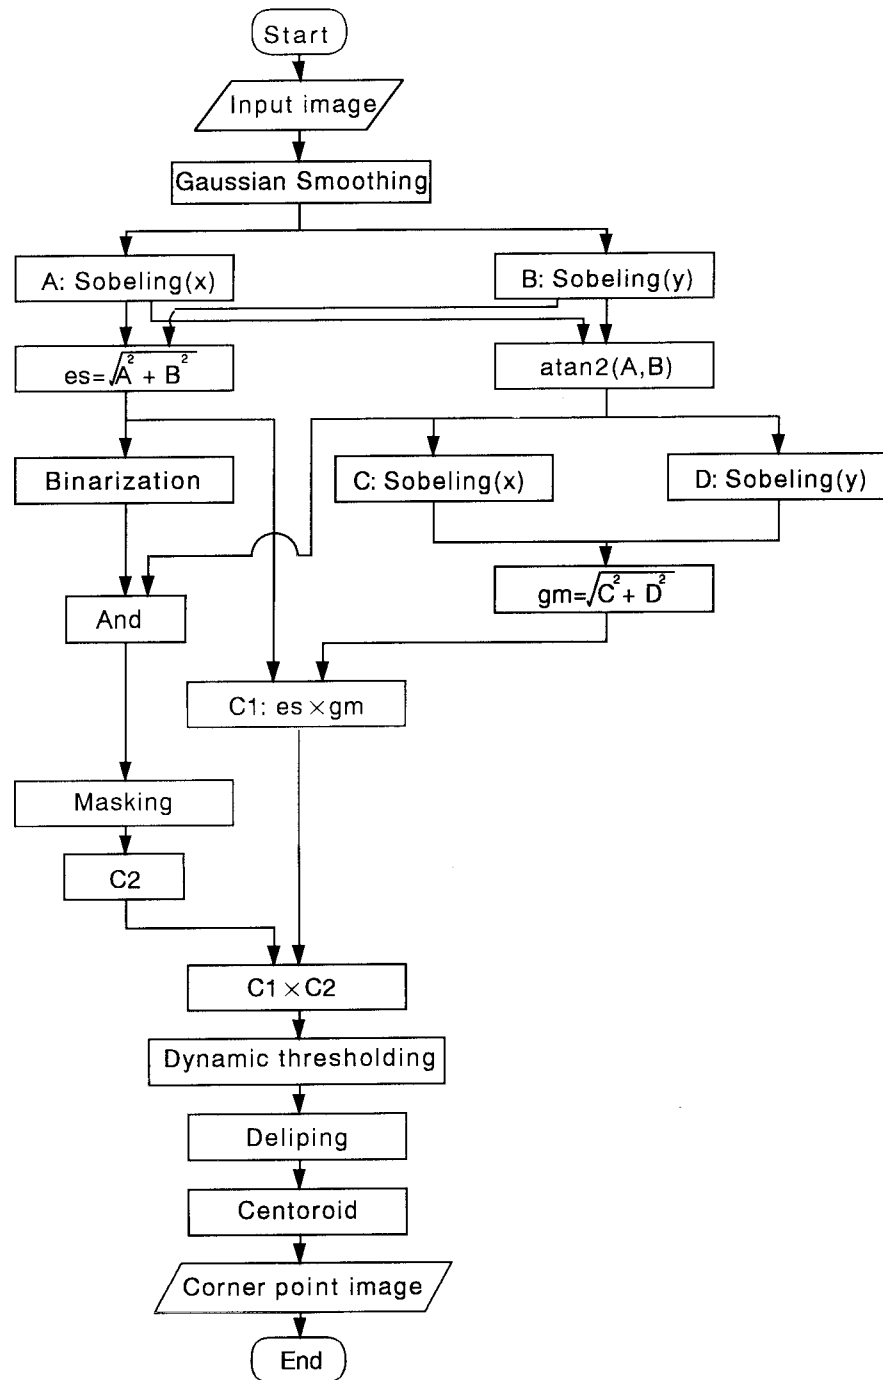 Start
Input image
Gaussian Smoothing
A: Sobeling(x)
B: Sobeling(y)
es=√A² + B²
atan2(A,B)
Binarization
C: Sobeling(x)
D: Sobeling(y)
And
gm=√C² + D²
C1: es×gm
Masking
C2
C1×C2
Dynamic thresholding
Deliping
Centoroid
Corner point image
End